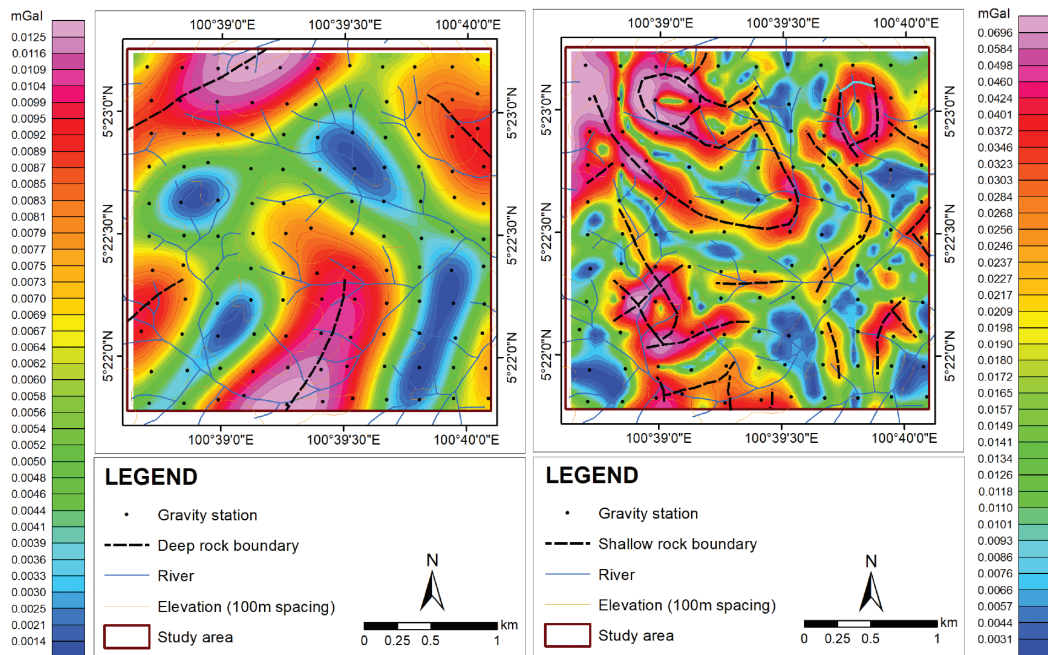 mGal
0.0125
0.0116
0.0109
0.0104
0.0099
0.0095
0.0092
0.0090
0.0087
0.0085
0.0083
0.0081
0.0079
0.0077
0.0075
0.0073
0.0070
0.0069
0.0067
0.0064
0.0062
0.0060
0.0058
0.0056
0.0054
0.0052
0.0050
0.0048
0.0046
0.0044
0.0041
0.0039
0.0036
0.0033
0.0030
0.0025
0.0021
0.0014
100°39'0"E 100°39'30"E 100°40'0"E
5°23'0"N
5°22'30"N
5°22'0"N
5°23'0"N
5°22'30"N
5°22'0"N
100°39'0"E 100°39'30"E 100°40'0"E
LEGEND
Gravity station
Deep rock boundary
River
Elevation (100m spacing)
Study area
N
km
0 0.25 0.5 1
100°39'0"E 100°39'30"E 100°40'0"E
5°23'0"N
5°22'30"N
5°22'0"N
5°23'0"N
5°22'30"N
5°22'0"N
100°39'0"E 100°39'30"E 100°40'0"E
LEGEND
Gravity station
Shallow rock boundary
River
Elevation (100m spacing)
Study area
N
km
0 0.25 0.5 1
mGal
0.0696
0.0584
0.0498
0.0460
0.0424
0.0401
0.0372
0.0346
0.0323
0.0303
0.0284
0.0268
0.0256
0.0246
0.0237
0.0227
0.0217
0.0209
0.0198
0.0190
0.0180
0.0172
0.0165
0.0157
0.0149
0.0141
0.0134
0.0126
0.0118
0.0110
0.0101
0.0093
0.0086
0.0076
0.0066
0.0057
0.0044
0.0031